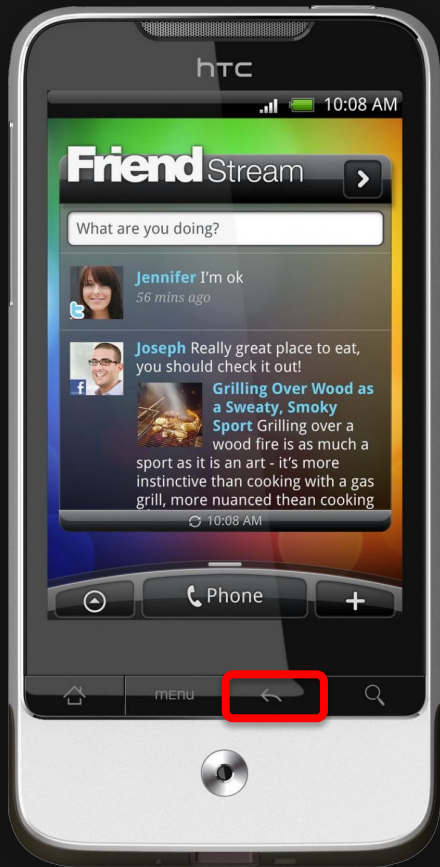 hTC
10:08 AM
Friend Stream
What are you doing?
Jennifer I'm ok
56 mins ago
Joseph Really great place to eat,
you should check it out!
Grilling Over Wood as
a Sweaty, Smoky
Sport Grilling over a
wood fire is as much a
sport as it is an art - it's more
instinctive than cooking with a gas
grill, more nuanced thean cooking
10:08 AM
Phone
MENU